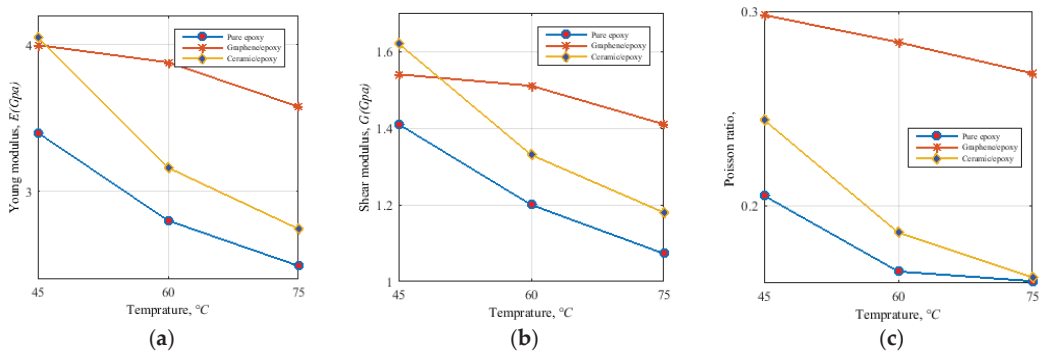 Pure epoxy
Graphene/epoxy
Ceramic/epoxy
4
3
Young modulus, E(Gpa)
45
60
75
Temprature, °C
(a)
Pure epoxy
Graphene/epoxy
Ceramic/epoxy
1.6
1.4
1.2
1
Shear modulus, G(Gpa)
45
60
75
Temprature, °C
(b)
0.3
0.2
Poisson ratio,
Pure epoxy
Graphene/epoxy
Ceramic/epoxy
45
60
75
Temprature, °C
(c)